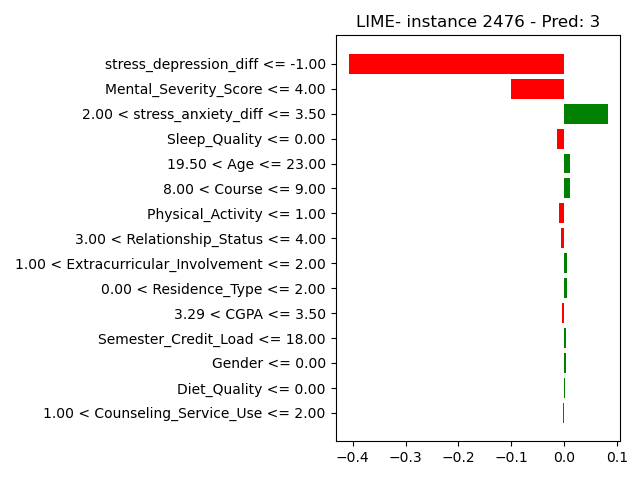 LIME- instance 2476 - Pred: 3
stress_depression_diff <= -1.00
Mental_Severity_Score <= 4.00
2.00 < stress_anxiety_diff <= 3.50
Sleep_Quality <= 0.00
19.50 < Age <= 23.00
8.00 < Course <= 9.00
Physical_Activity <= 1.00
3.00 < Relationship_Status <= 4.00
1.00 < Extracurricular_Involvement <= 2.00
0.00 < Residence_Type <= 2.00
3.29 < CGPA <= 3.50
Semester_Credit_Load <= 18.00
Gender <= 0.00
Diet_Quality <= 0.00
1.00 < Counseling_Service_Use <= 2.00
−0.4 −0.3 −0.2 −0.1 0.0 0.1